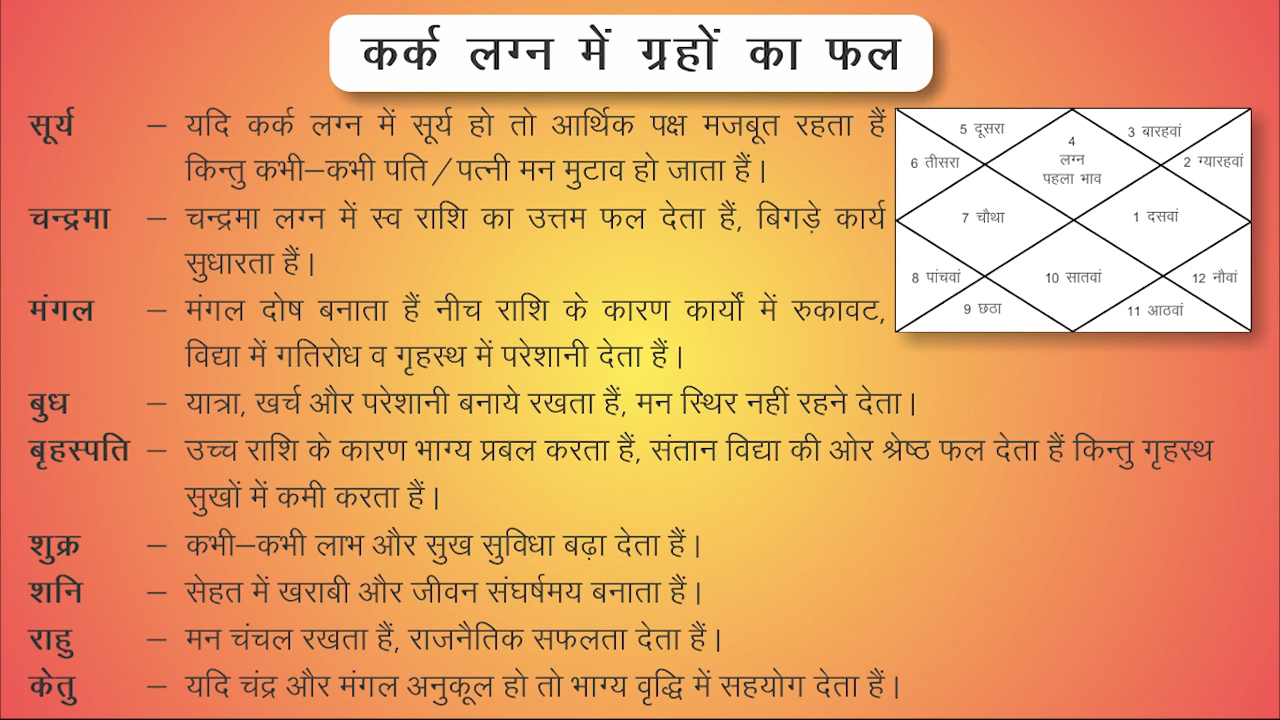 कर्क लग्न में ग्रहों का फल
सूर्य – यदि कर्क लग्न में सूर्य हो तो आर्थिक पक्ष मजबूत रहता हैं
किन्तु कभी–कभी पति / पत्नी मन मुटाव हो जाता हैं।
चन्द्रमा – चन्द्रमा लग्न में स्व राशि का उत्तम फल देता हैं, बिगड़े कार्य
सुधारता हैं।
मंगल – मंगल दोष बनाता हैं नीच राशि के कारण कार्यों में रुकावट,
विद्या में गतिरोध व गृहस्थ में परेशानी देता हैं।
बुध – यात्रा, खर्च और परेशानी बनाये रखता हैं, मन स्थिर नहीं रहने देता।
बृहस्पति – उच्च राशि के कारण भाग्य प्रबल करता हैं, संतान विद्या की ओर श्रेष्ठ फल देता हैं किन्तु गृहस्थ
सुखों में कमी करता हैं।
शुक्र – कभी–कभी लाभ और सुख सुविधा बढ़ा देता हैं।
शनि – सेहत में खराबी और जीवन संघर्षमय बनाता हैं।
राहु – मन चंचल रखता हैं, राजनैतिक सफलता देता हैं।
केतु – यदि चंद्र और मंगल अनुकूल हो तो भाग्य वृद्धि में सहयोग देता हैं।
5 दूसरा
3 बारहवां
4
लग्न
पहला भाव
6 तीसरा
2 ग्यारहवां
7 चौथा
1 दसवां
8 पांचवां
10 सातवां
12 नौवां
9 छठा
11 आठवां